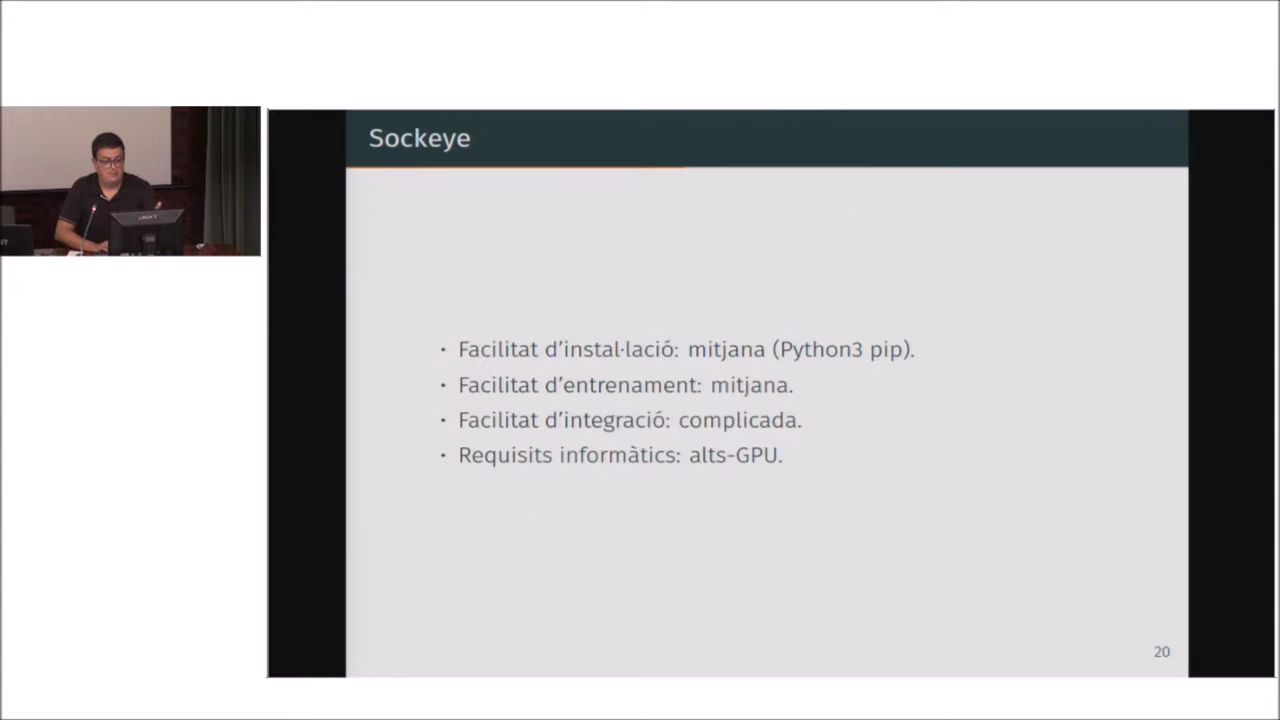 Sockeye
· Facilitat d’instal·lació: mitjana (Python3 pip).
· Facilitat d’entrenament: mitjana.
· Facilitat d’integració: complicada.
· Requisits informàtics: alts-GPU.
20